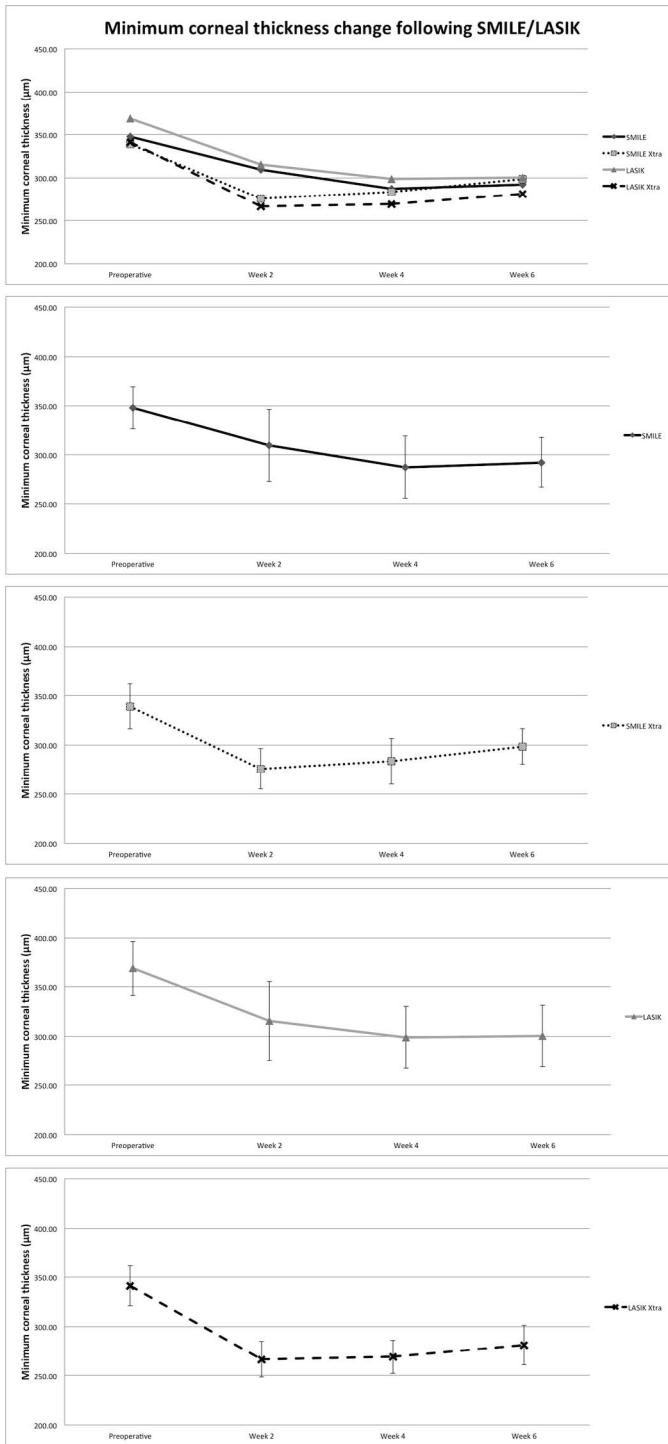 Minimum corneal thickness change following SMILE/LASIK
Minimum corneal thickness (µm)
450.00
400.00
350.00
300.00
250.00
200.00
Preoperative
Week 2
Week 4
Week 6
SMILE
SMILE Xtra
LASIK
LASIK Xtra
Minimum corneal thickness (µm)
450.00
400.00
350.00
300.00
250.00
200.00
Preoperative
Week 2
Week 4
Week 6
SMILE
Minimum corneal thickness (µm)
450.00
400.00
350.00
300.00
250.00
200.00
Preoperative
Week 2
Week 4
Week 6
SMILE Xtra
Minimum corneal thickness (µm)
450.00
400.00
350.00
300.00
250.00
200.00
Preoperative
Week 2
Week 4
Week 6
LASIK
Minimum corneal thickness (µm)
450.00
400.00
350.00
300.00
250.00
200.00
Preoperative
Week 2
Week 4
Week 6
LASIK Xtra